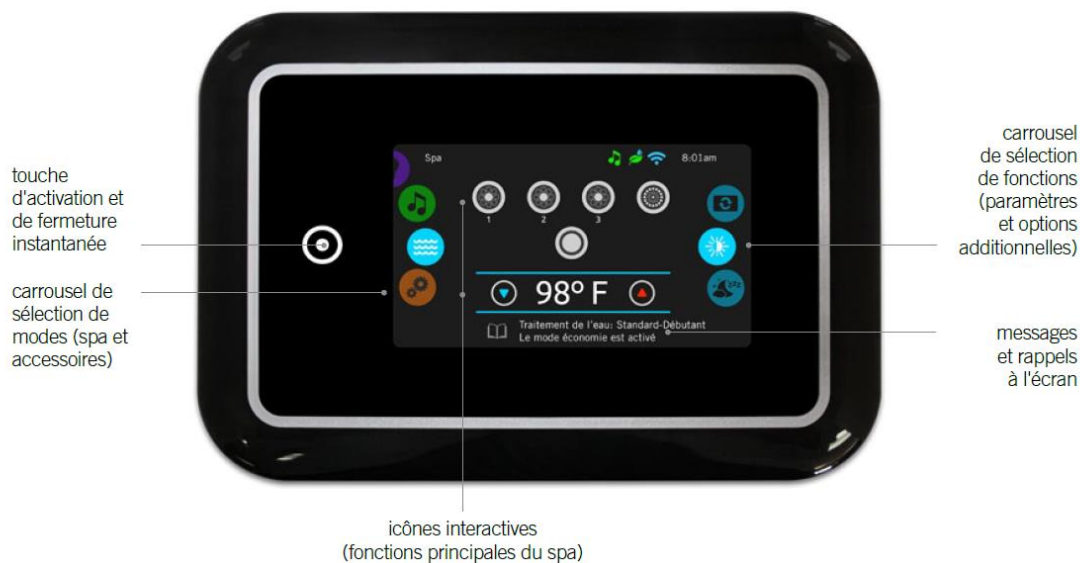 touche
d'activation et
de fermeture
instantanée
carrousel de
sélection de
modes (spa et
accessoires)
Spa
8:01am
1
2
3
98° F
Traitement de l'eau: Standard-Débutant
Le mode économie est activé
carrousel
de sélection
de fonctions
(paramètres
et options
additionnelles)
messages
et rappels
à l'écran
icônes interactives
(fonctions principales du spa)